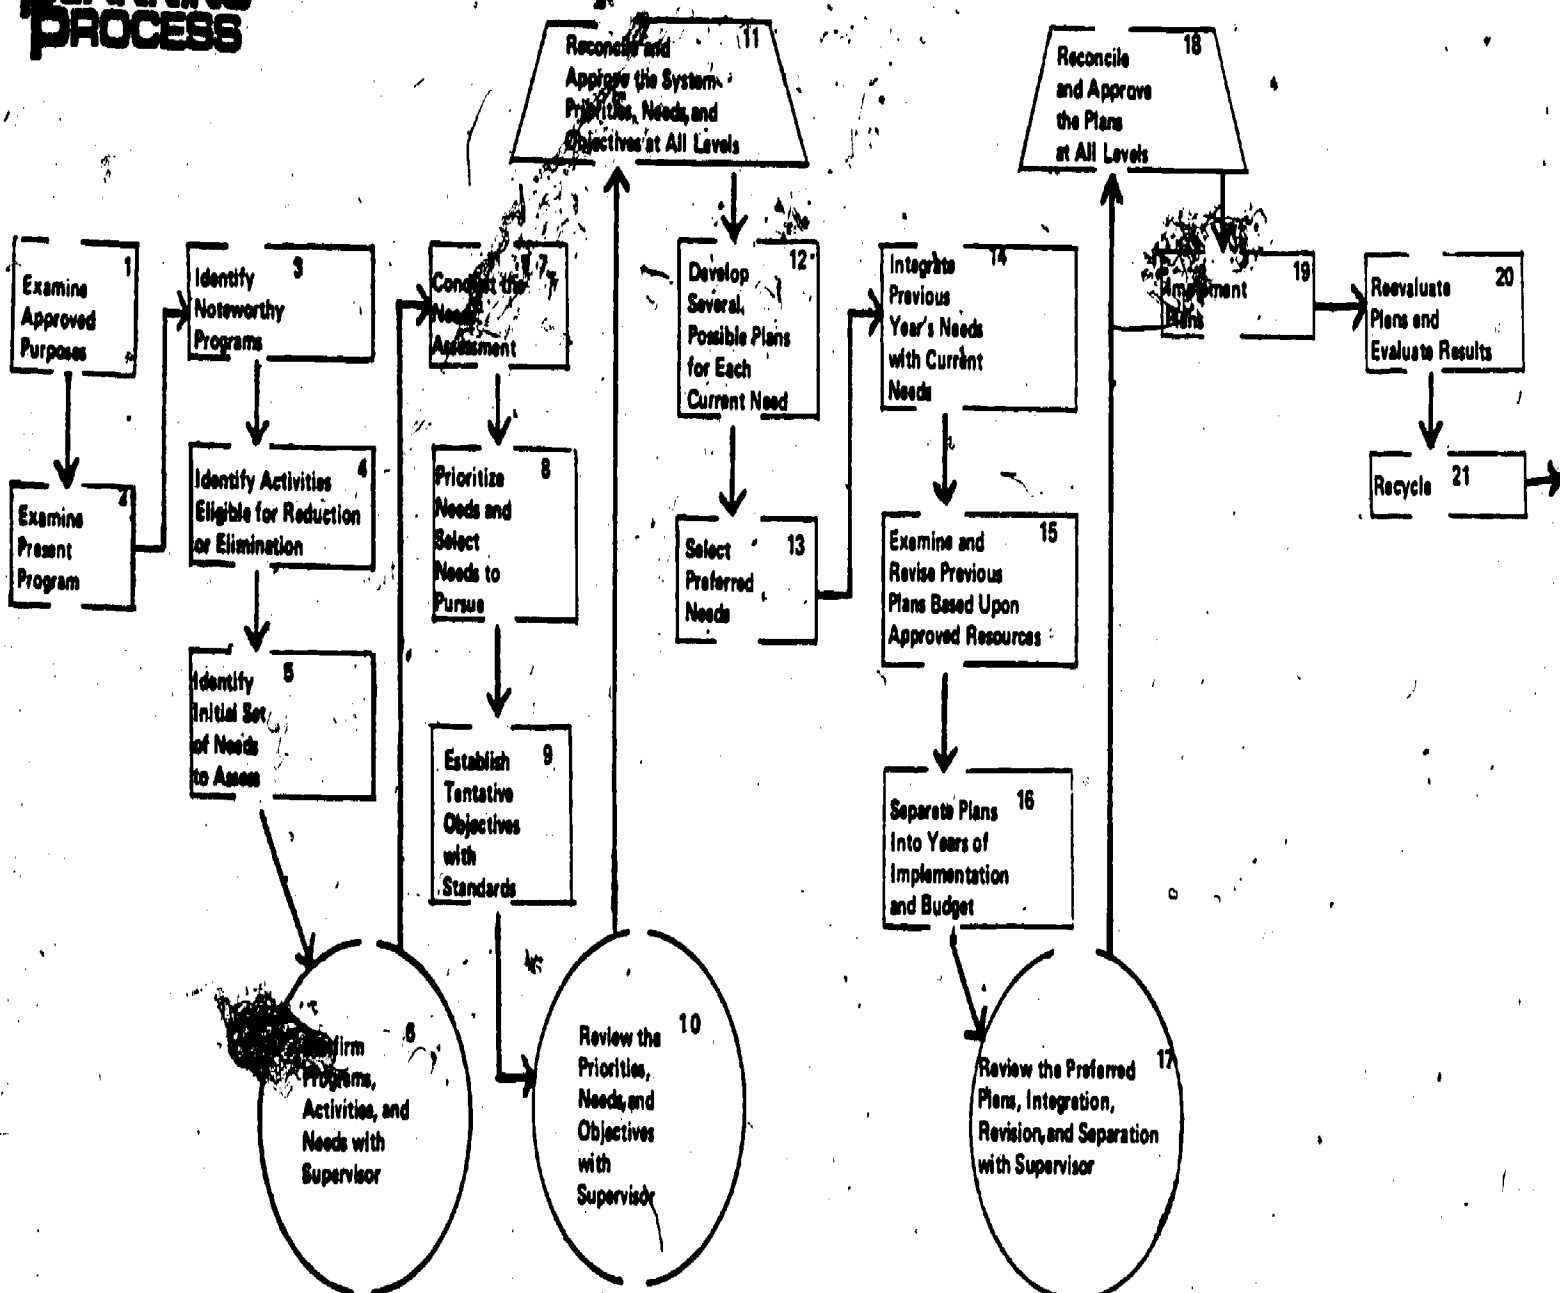 PROCESS
1
Examine
Approved
Purposes
2
Examine
Present
Program
3
Identify
Noteworthy
Programs
4
Identify Activities
Eligible for Reduction
or Elimination
5
Identify
Initial Set
of Needs
to Assess
6
Programs,
Activities, and
Needs with
Supervisor
7
Conduct the
Needs
Assessment
8
Prioritize
Needs and
Select
Needs to
Pursue
9
Establish
Tentative
Objectives
with
Standards
10
Review the
Priorities,
Needs, and
Objectives
with
Supervisor
11
Reconcile and
Approve the System
Priorities, Needs, and
Objectives at All Levels
12
Develop
Several
Possible Plans
for Each
Current Need
13
Select
Preferred
Needs
14
Integrate
Previous
Year's Needs
with Current
Needs
15
Examine and
Revise Previous
Plans Based Upon
Approved Resources
16
Separate Plans
Into Years of
Implementation
and Budget
17
Review the Preferred
Plans, Integration,
Revision, and Separation
with Supervisor
18
Reconcile
and Approve
the Plans
at All Levels
19
Implement
Plans
20
Reevaluate
Plans and
Evaluate Results
Recycle 21